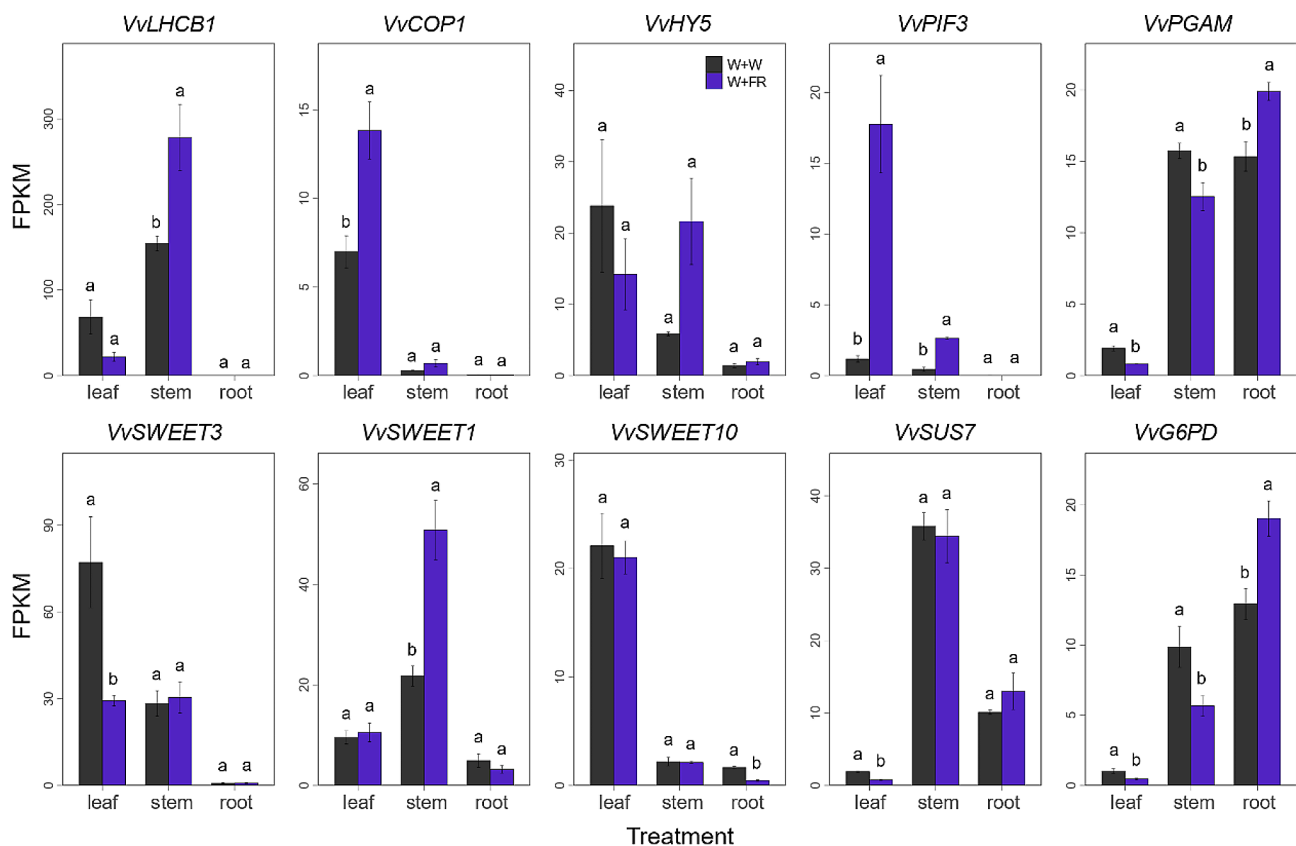 VvLHCB1 VvCOP1 VvHY5 VvPIF3 VvPGAM
FPKM
0 100 200 300
a a b a a a
leaf stem root
0 5 10 15
b a a a a a
leaf stem root
0 10 20 30 40
W+W
W+FR
a a a a a a
leaf stem root
0 5 10 15 20
b a b a a a
leaf stem root
0 5 10 15 20
a b a b b a
leaf stem root
VvSWEET3 VvSWEET1 VvSWEET10 VvSUS7 VvG6PD
FPKM
0 30 60 90
a b a a a a
leaf stem root
0 20 40 60
a a b a a a
leaf stem root
0 10 20 30
a a a a a b
leaf stem root
0 10 20 30 40
a b a a a a
leaf stem root
0 5 10 15 20
a b a b b a
leaf stem root
Treatment